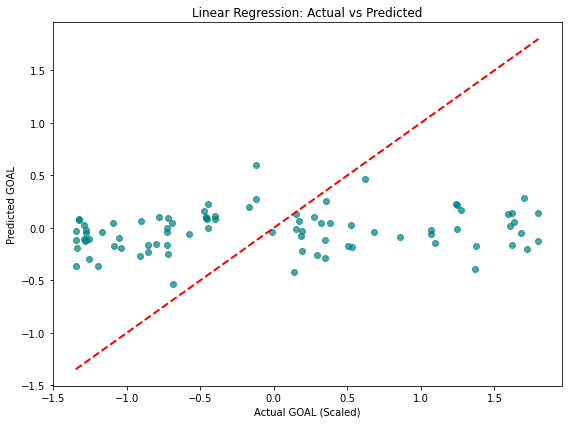 Linear Regression: Actual vs Predicted
Predicted GOAL
1.5
1.0
0.5
0.0
−0.5
−1.0
−1.5
−1.5 −1.0 −0.5 0.0 0.5 1.0 1.5
Actual GOAL (Scaled)